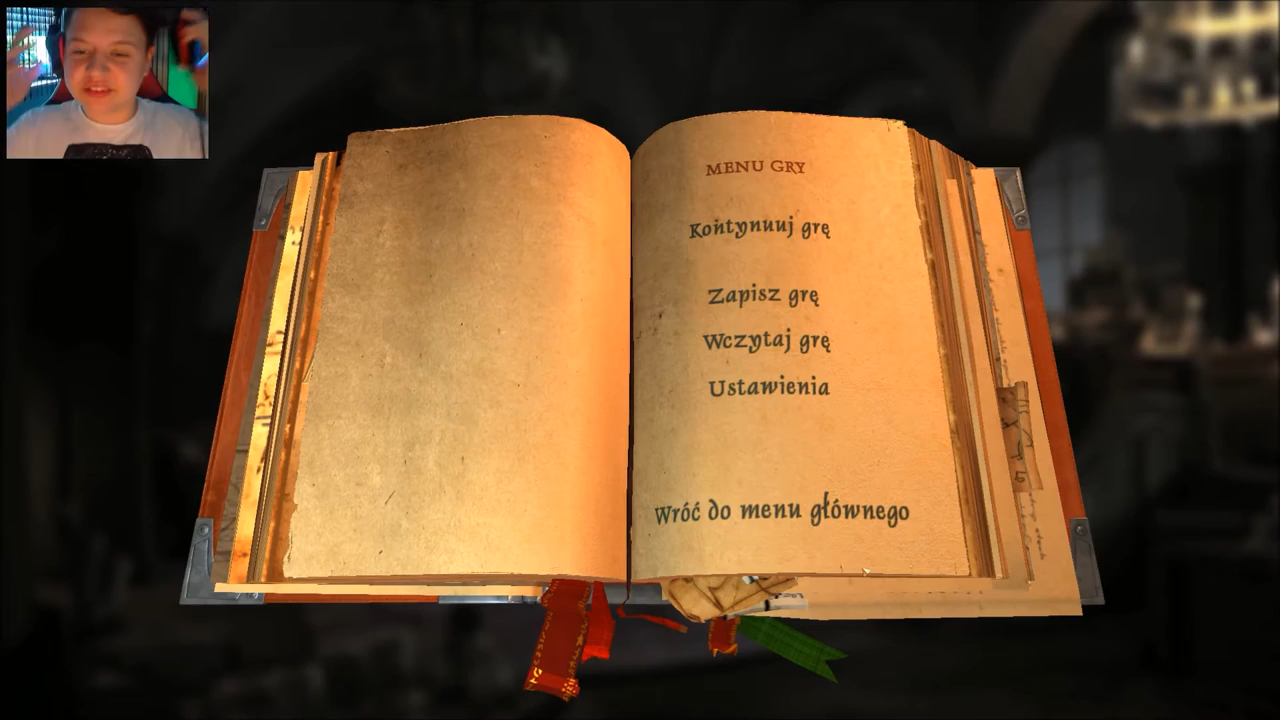 MENU GRY
Kontynuuj grę
Zapisz grę
Wczytaj grę
Ustawienia
Wróć do menu głównego